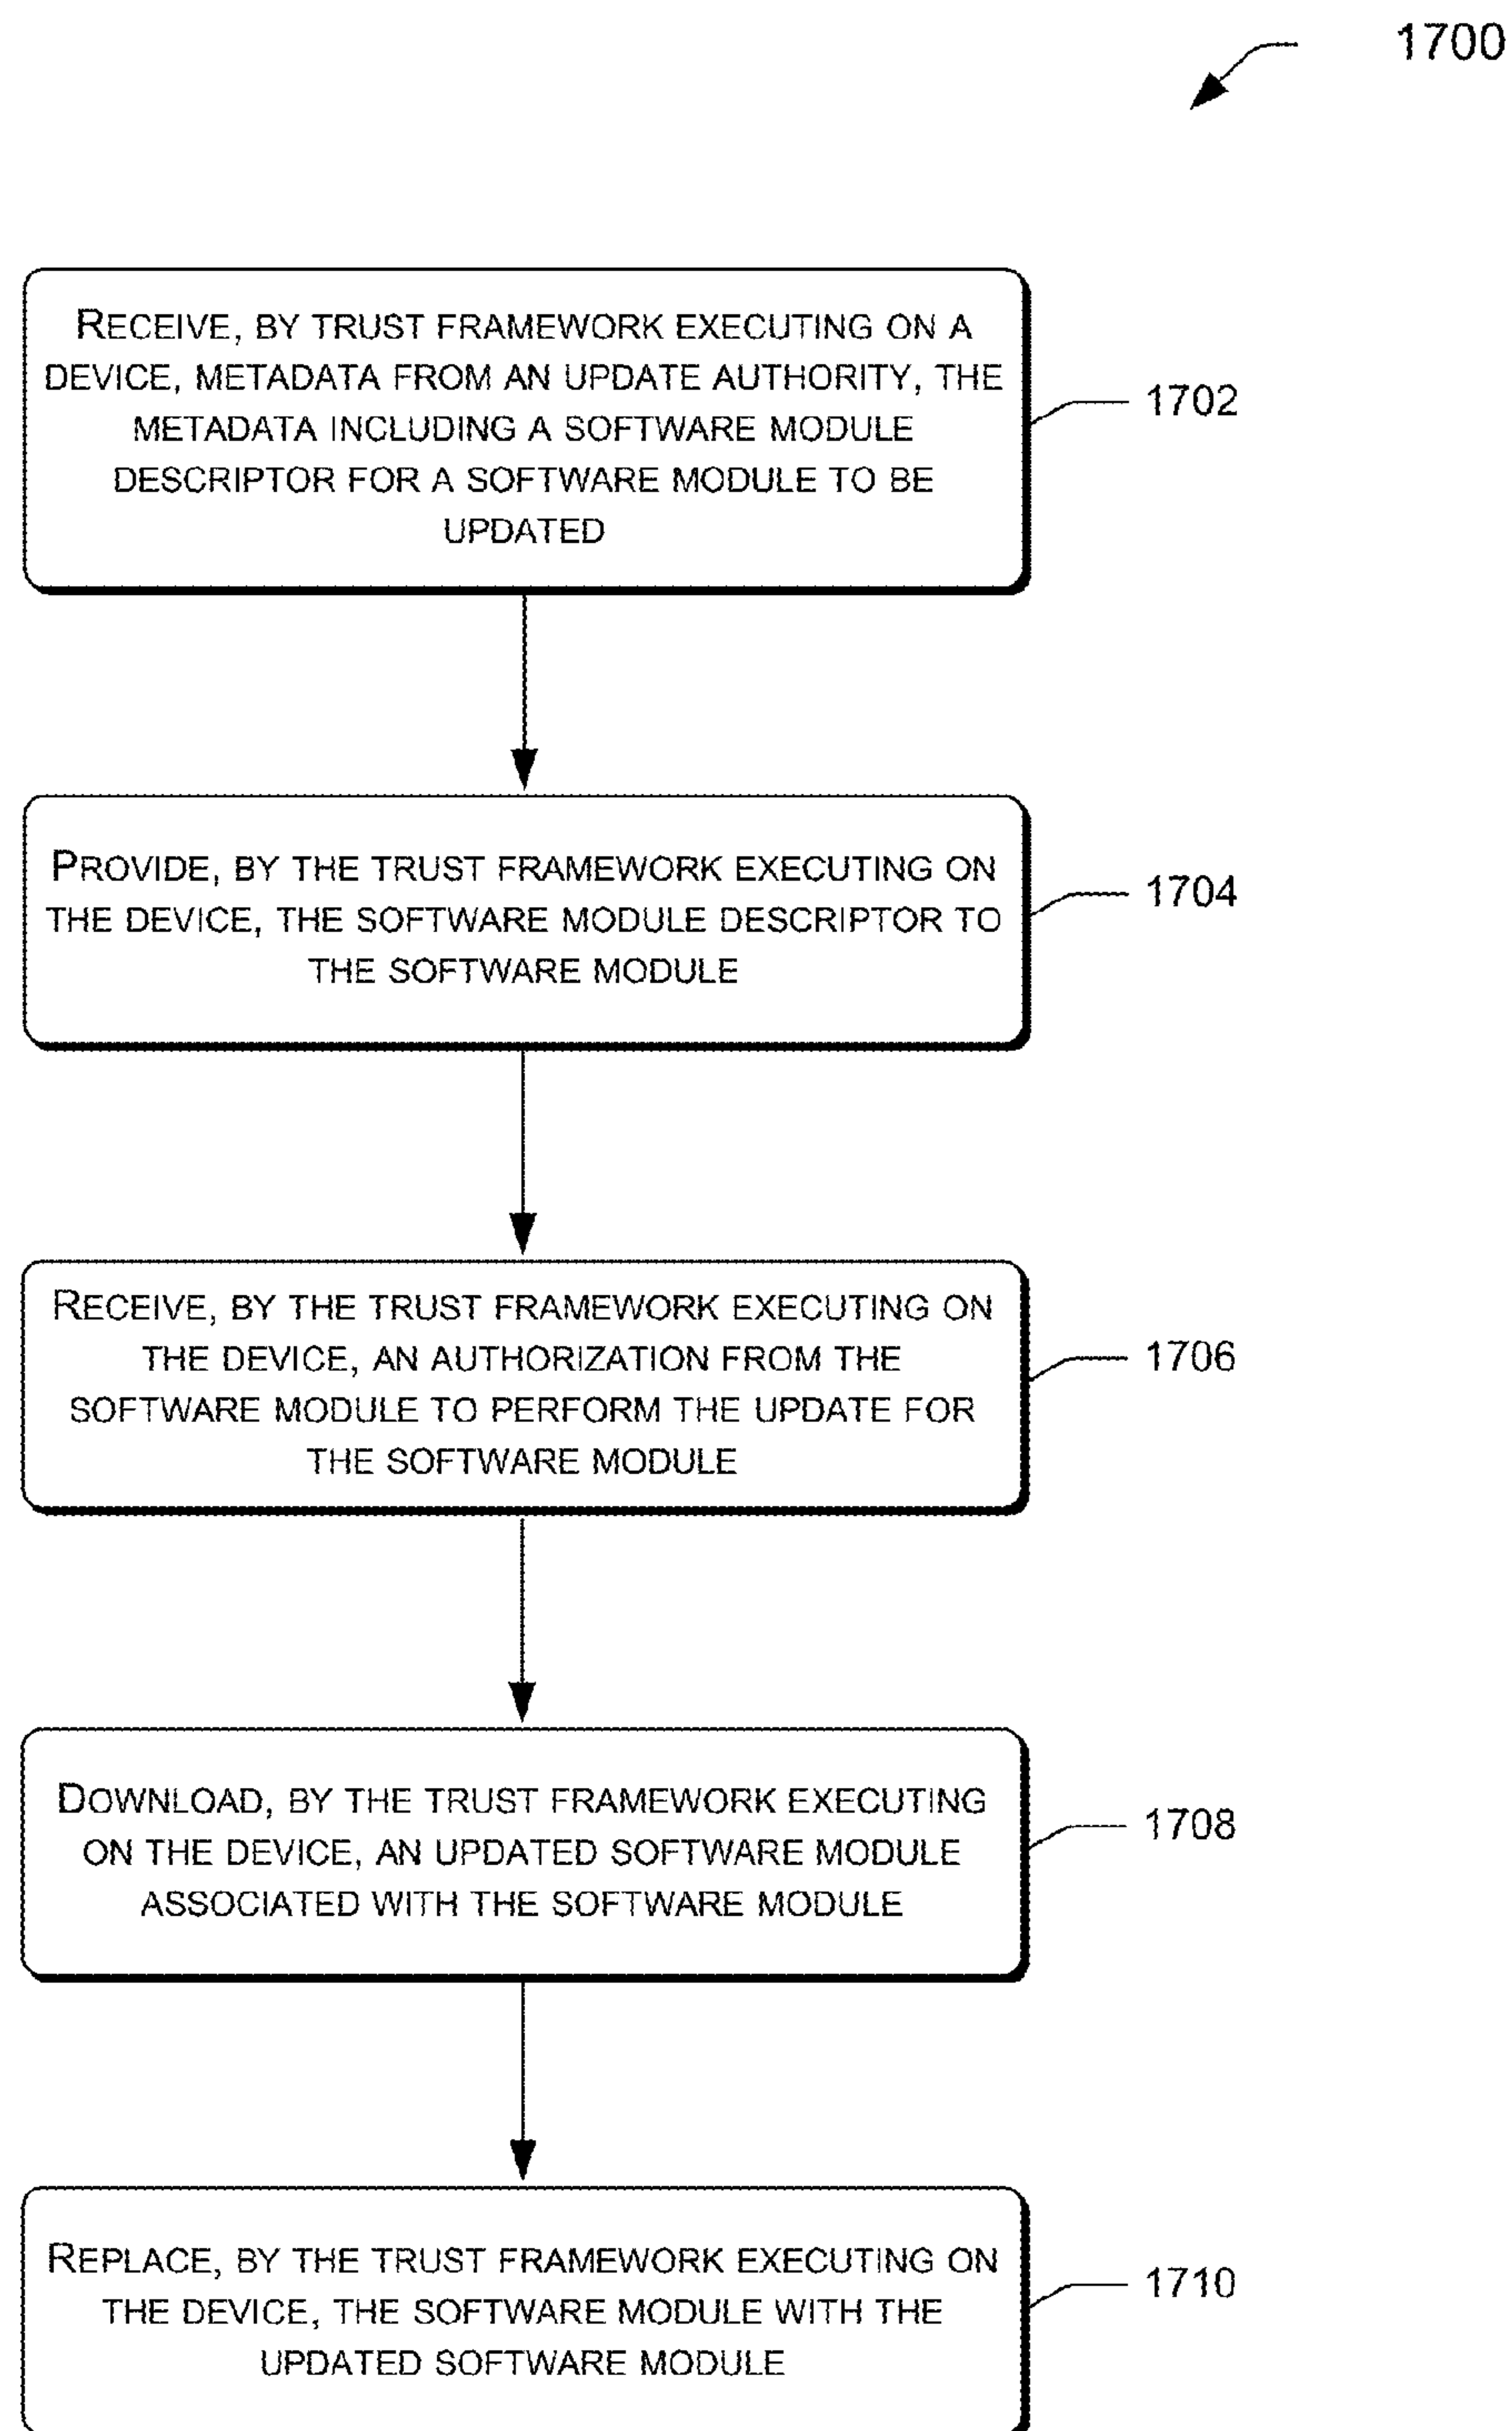 1700
RECEIVE, BY TRUST FRAMEWORK EXECUTING ON A
DEVICE, METADATA FROM AN UPDATE AUTHORITY, THE
METADATA INCLUDING A SOFTWARE MODULE
DESCRIPTOR FOR A SOFTWARE MODULE TO BE
UPDATED
1702
PROVIDE, BY THE TRUST FRAMEWORK EXECUTING ON
THE DEVICE, THE SOFTWARE MODULE DESCRIPTOR TO
THE SOFTWARE MODULE
1704
RECEIVE, BY THE TRUST FRAMEWORK EXECUTING ON
THE DEVICE, AN AUTHORIZATION FROM THE
SOFTWARE MODULE TO PERFORM THE UPDATE FOR
THE SOFTWARE MODULE
1706
DOWNLOAD, BY THE TRUST FRAMEWORK EXECUTING
ON THE DEVICE, AN UPDATED SOFTWARE MODULE
ASSOCIATED WITH THE SOFTWARE MODULE
1708
REPLACE, BY THE TRUST FRAMEWORK EXECUTING ON
THE DEVICE, THE SOFTWARE MODULE WITH THE
UPDATED SOFTWARE MODULE
1710